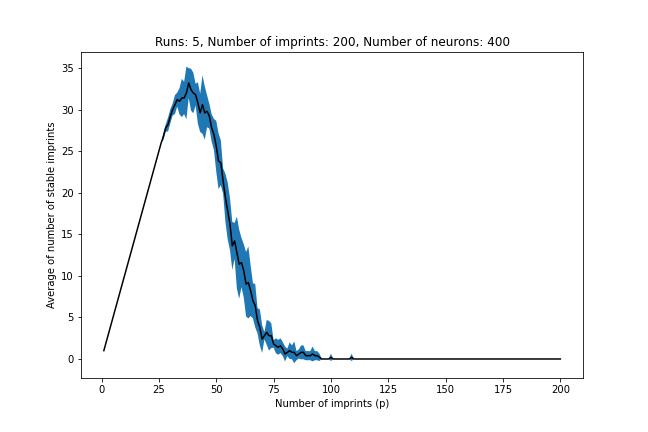 Runs: 5, Number of imprints: 200, Number of neurons: 400
Average of number of stable imprints
35
30
25
20
15
10
5
0
0 25 50 75 100 125 150 175 200
Number of imprints (p)